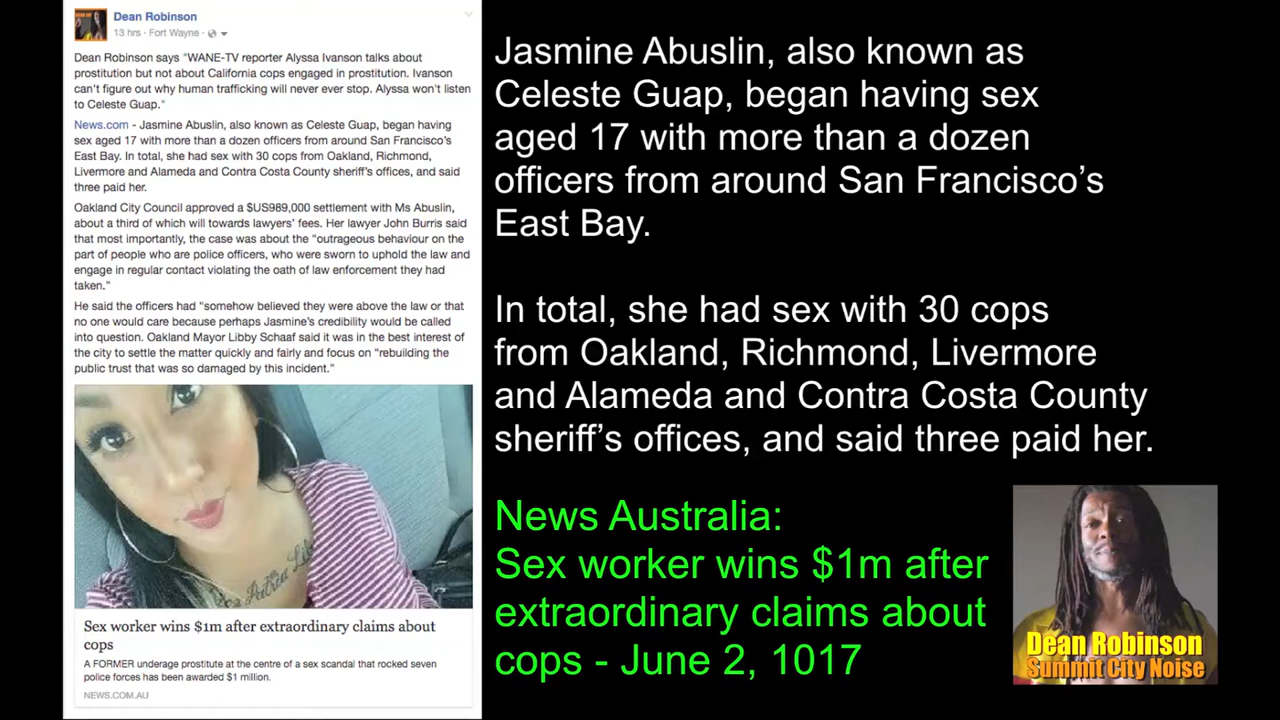 Dean Robinson
13 hrs · Fort Wayne ·
Dean Robinson says "WANE-TV reporter Alyssa Ivanson talks about
prostitution but not about California cops engaged in prostitution. Ivanson
can't figure out why human trafficking will never ever stop. Alyssa won't listen
to Celeste Guap."
News.com - Jasmine Abuslin, also known as Celeste Guap, began having
sex aged 17 with more than a dozen officers from around San Francisco's
East Bay. In total, she had sex with 30 cops from Oakland, Richmond,
Livermore and Alameda and Contra Costa County sheriff's offices, and said
three paid her.
Oakland City Council approved a $US989,000 settlement with Ms Abuslin,
about a third of which will towards lawyers' fees. Her lawyer John Burris said
that most importantly, the case was about the "outrageous behaviour on the
part of people who are police officers, who were sworn to uphold the law and
engage in regular contact violating the oath of law enforcement they had
taken."
He said the officers had "somehow believed they were above the law or that
no one would care because perhaps Jasmine's credibility would be called
into question. Oakland Mayor Libby Schaaf said it was in the best interest of
the city to settle the matter quickly and fairly and focus on "rebuilding the
public trust that was so damaged by this incident."
Sex worker wins $1m after extraordinary claims about
cops
A FORMER underage prostitute at the centre of a sex scandal that rocked seven
police forces has been awarded $1 million.
NEWS.COM.AU
Jasmine Abuslin, also known as
Celeste Guap, began having sex
aged 17 with more than a dozen
officers from around San Francisco's
East Bay.
In total, she had sex with 30 cops
from Oakland, Richmond, Livermore
and Alameda and Contra Costa County
sheriff's offices, and said three paid her.
News Australia:
Sex worker wins $1m after
extraordinary claims about
cops - June 2, 1017
Dean Robinson
Summit City Noise